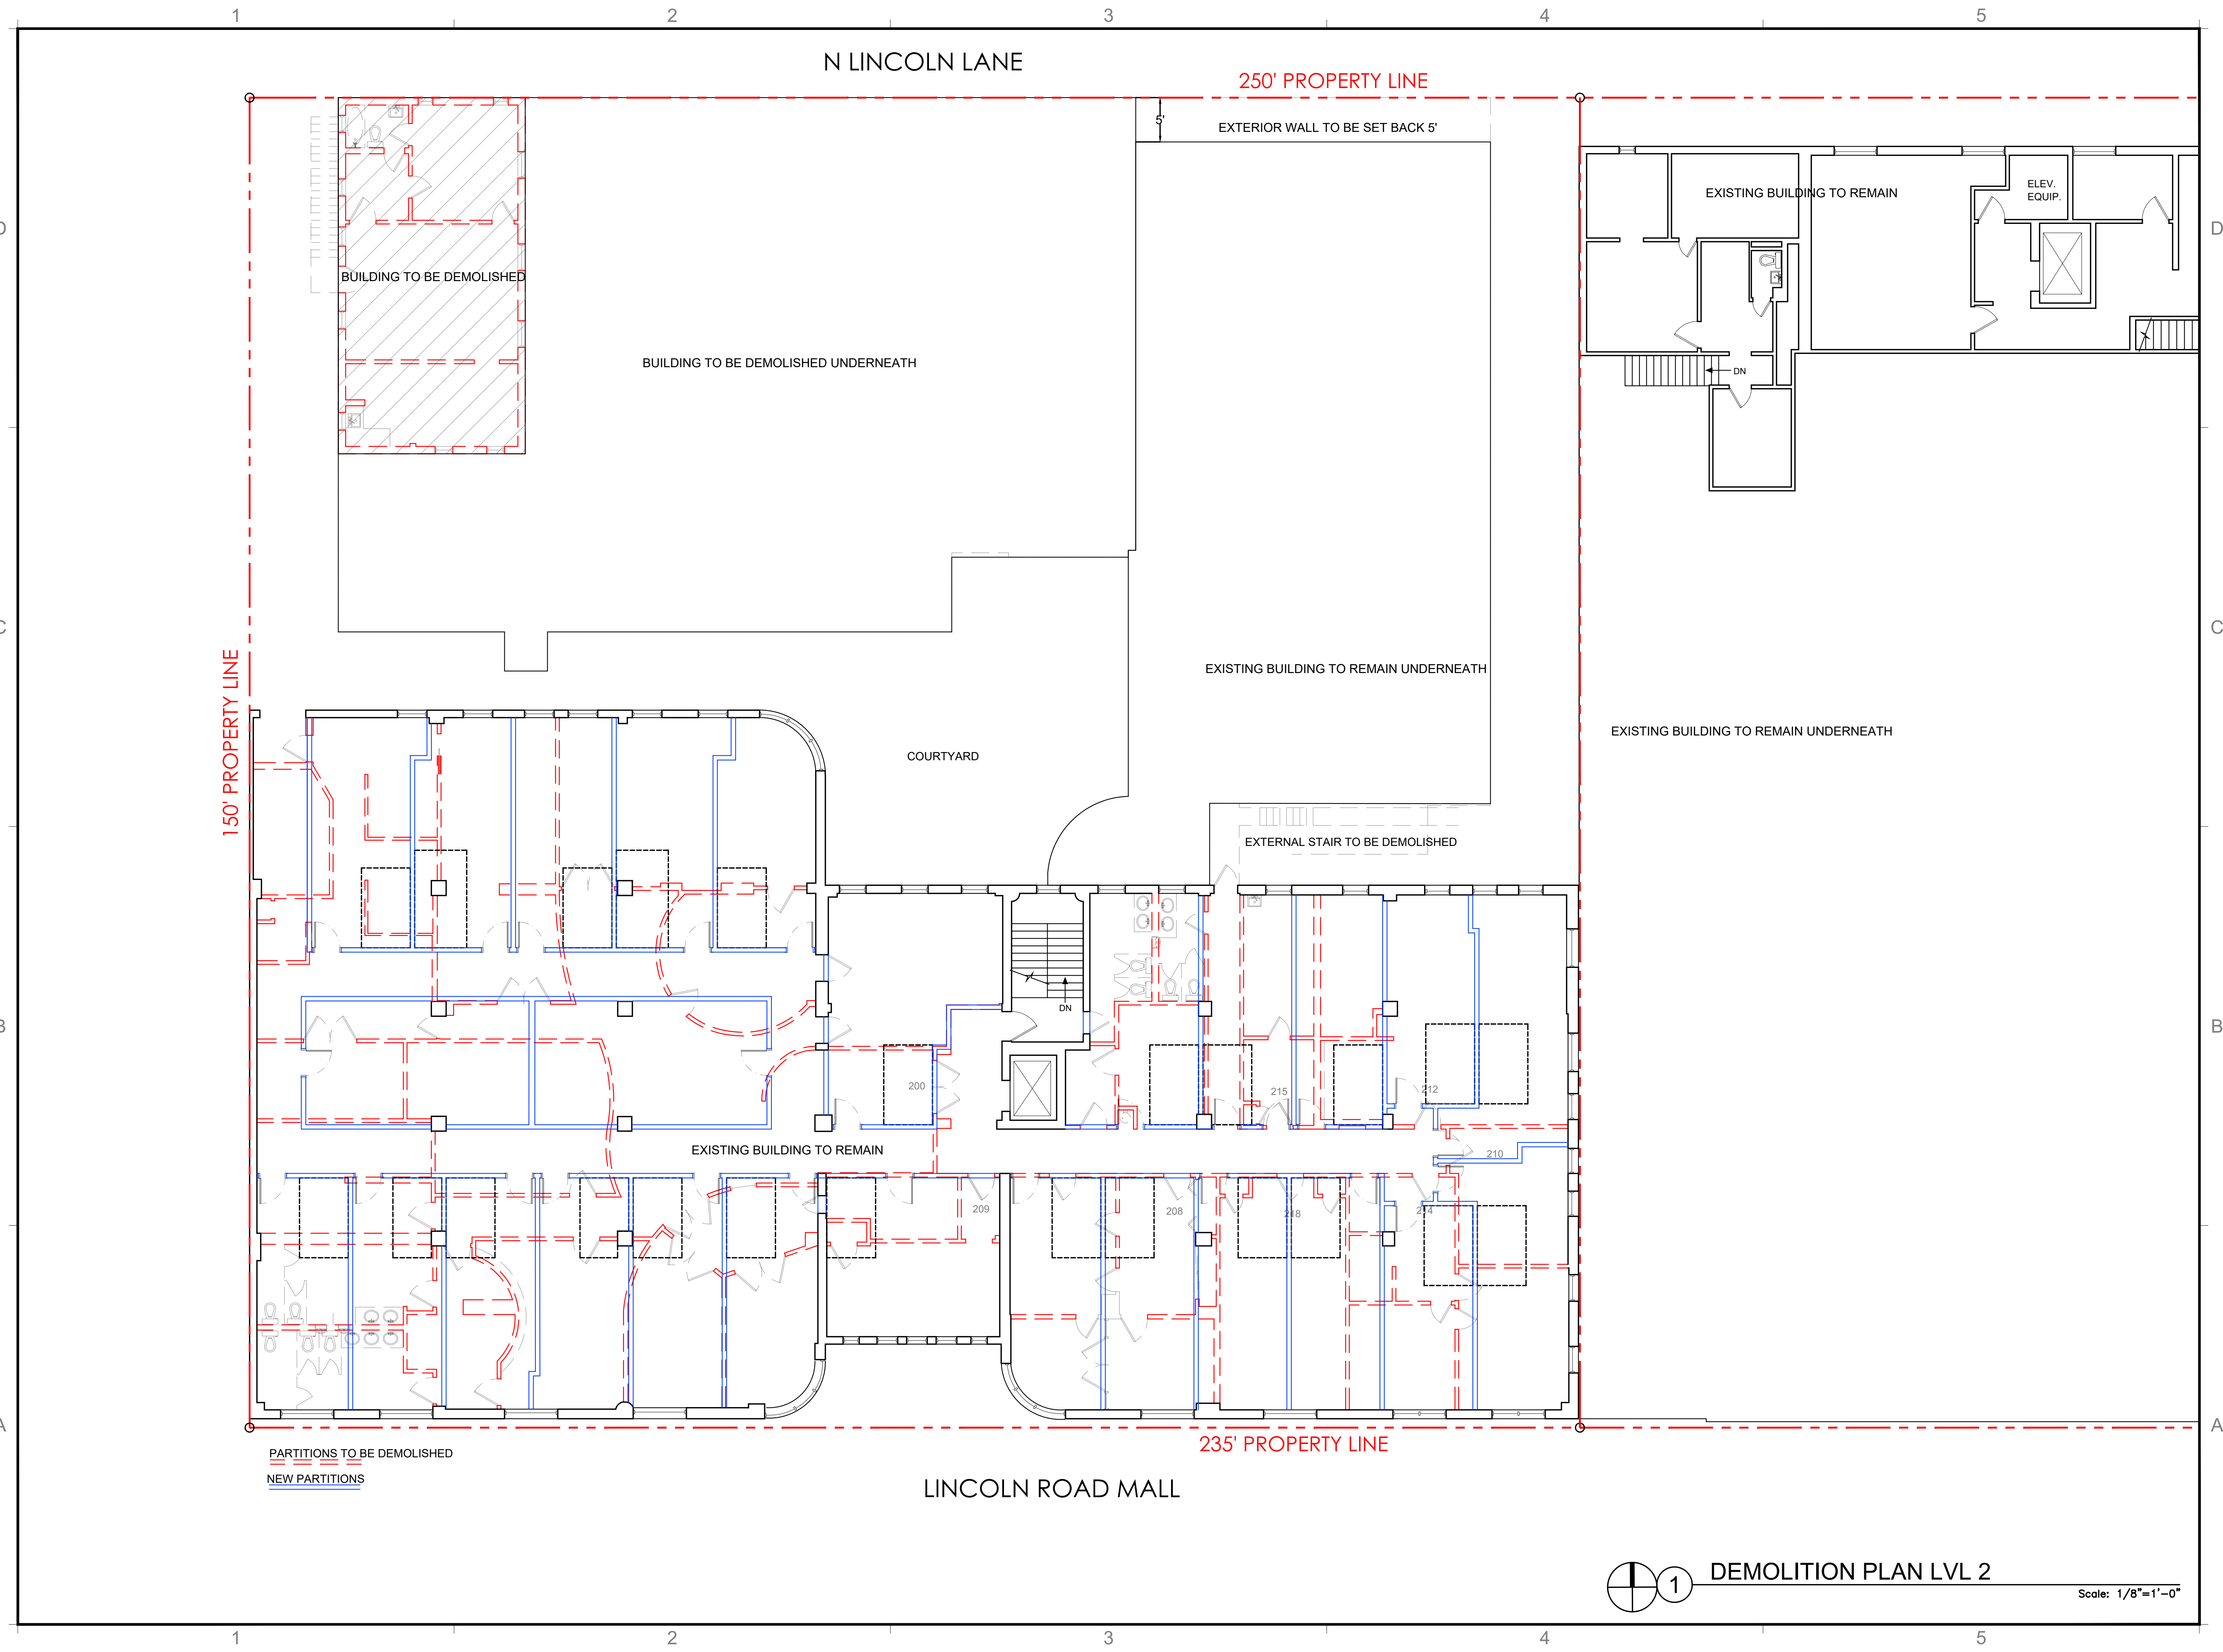 1 2 3 4 5
N LINCOLN LANE
250' PROPERTY LINE
5'
EXTERIOR WALL TO BE SET BACK 5'
ELEV.
EQUIP.
EXISTING BUILDING TO REMAIN
D D
BUILDING TO BE DEMOLISHED
BUILDING TO BE DEMOLISHED UNDERNEATH
DN
C C
EXISTING BUILDING TO REMAIN UNDERNEATH
150' PROPERTY LINE
EXISTING BUILDING TO REMAIN UNDERNEATH
COURTYARD
EXTERNAL STAIR TO BE DEMOLISHED
DN
B B
200
215
212
EXISTING BUILDING TO REMAIN
210
209
208
218
214
A A
235' PROPERTY LINE
PARTITIONS TO BE DEMOLISHED
NEW PARTITIONS
LINCOLN ROAD MALL
1
DEMOLITION PLAN LVL 2
Scale: 1/8"=1'-0"
1 2 3 4 5